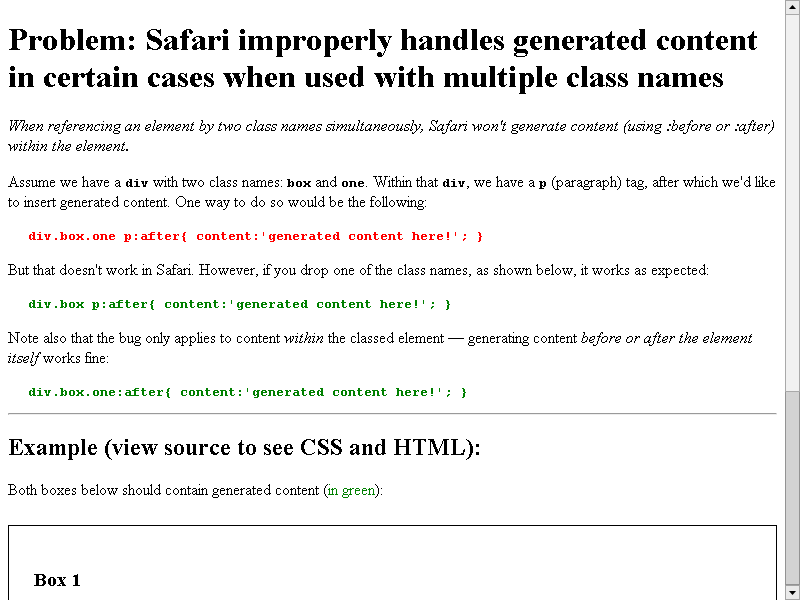 Problem: Safari improperly handles generated content
in certain cases when used with multiple class names
When referencing an element by two class names simultaneously, Safari won't generate content (using :before or :after)
within the element.
Assume we have a div with two class names: box and one. Within that div, we have a p (paragraph) tag, after which we'd like
to insert generated content. One way to do so would be the following:
div.box.one p:after{ content:'generated content here!'; }
But that doesn't work in Safari. However, if you drop one of the class names, as shown below, it works as expected:
div.box p:after{ content:'generated content here!'; }
Note also that the bug only applies to content within the classed element — generating content before or after the element
itself works fine:
div.box.one:after{ content:'generated content here!'; }
Example (view source to see CSS and HTML):
Both boxes below should contain generated content (in green):
Box 1